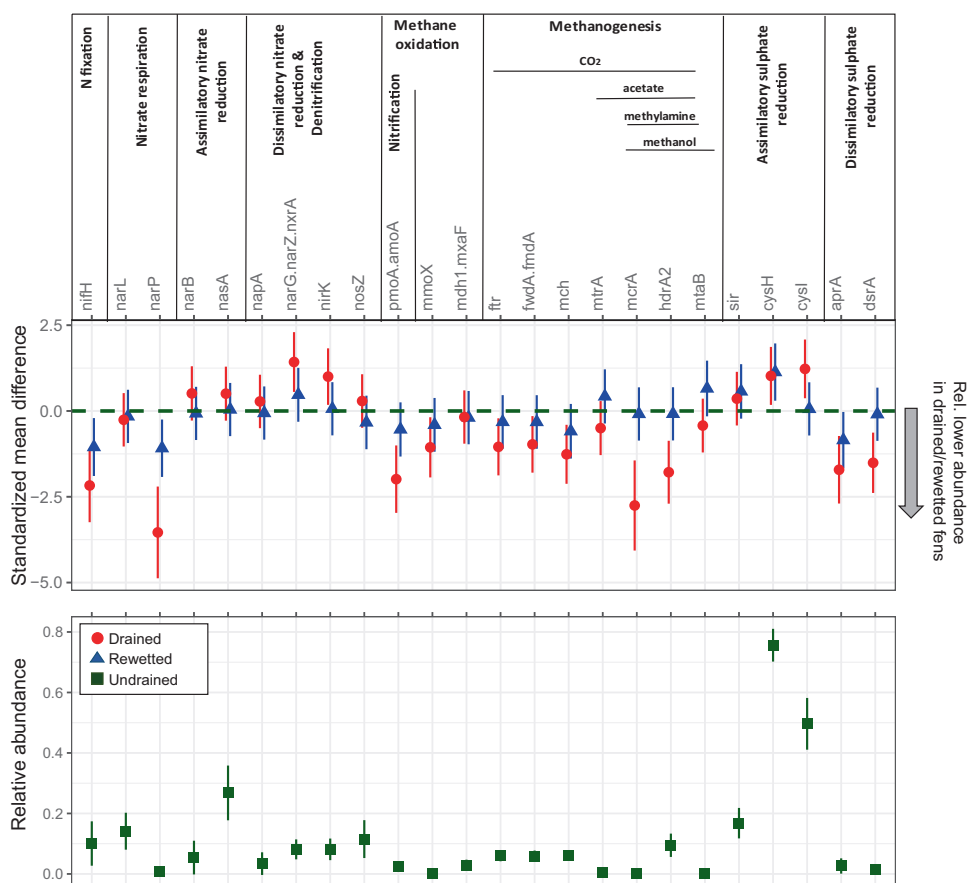 N fixation
Nitrate respiration
Assimilatory nitrate
reduction
Dissimilatory nitrate
reduction &
Denitrification
Methane
oxidation
Nitrification
Methanogenesis
CO₂
acetate
methylamine
methanol
Assimilatory sulphate
reduction
Dissimilatory sulphate
reduction
nifH
narL
narP
narB
nasA
napA
narG.narZ.nxrA
nirK
nosZ
pmoA.amoA
mmoX
mdh1.mxaF
ftr
fwdA.fmdA
mch
mtrA
mcrA
hdrA2
mtaB
sir
cysH
cysI
aprA
dsrA
Standardized mean difference
2.5
0.0
−2.5
−5.0
Rel. lower abundance
in drained/rewetted fens
Relative abundance
0.8
0.6
0.4
0.2
0.0
Drained
Rewetted
Undrained